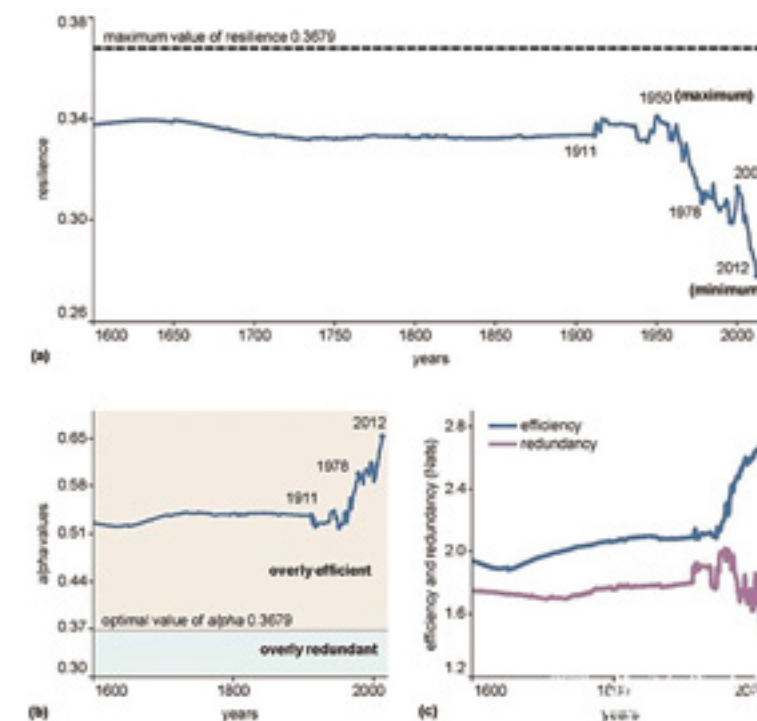 0.38
maximum value of resilience 0.3679
1950 (maximum)
0.34
1911
resilience
200
0.30
1978
2012
(minimum
0.26
1600 1650 1700 1750 1800 1850 1900 1950 2000
years
(a)
2012
0.65
1978
0.58
1911
0.51
alpha values
overly efficient
0.44
optimal value of alpha 0.3679
0.37
overly redundant
0.30
1600 1800 2000
years
(b)
2.8
efficiency
redundancy
2.4
efficiency and redundancy (Nats)
2.0
1.6
1.2
1600
(c)